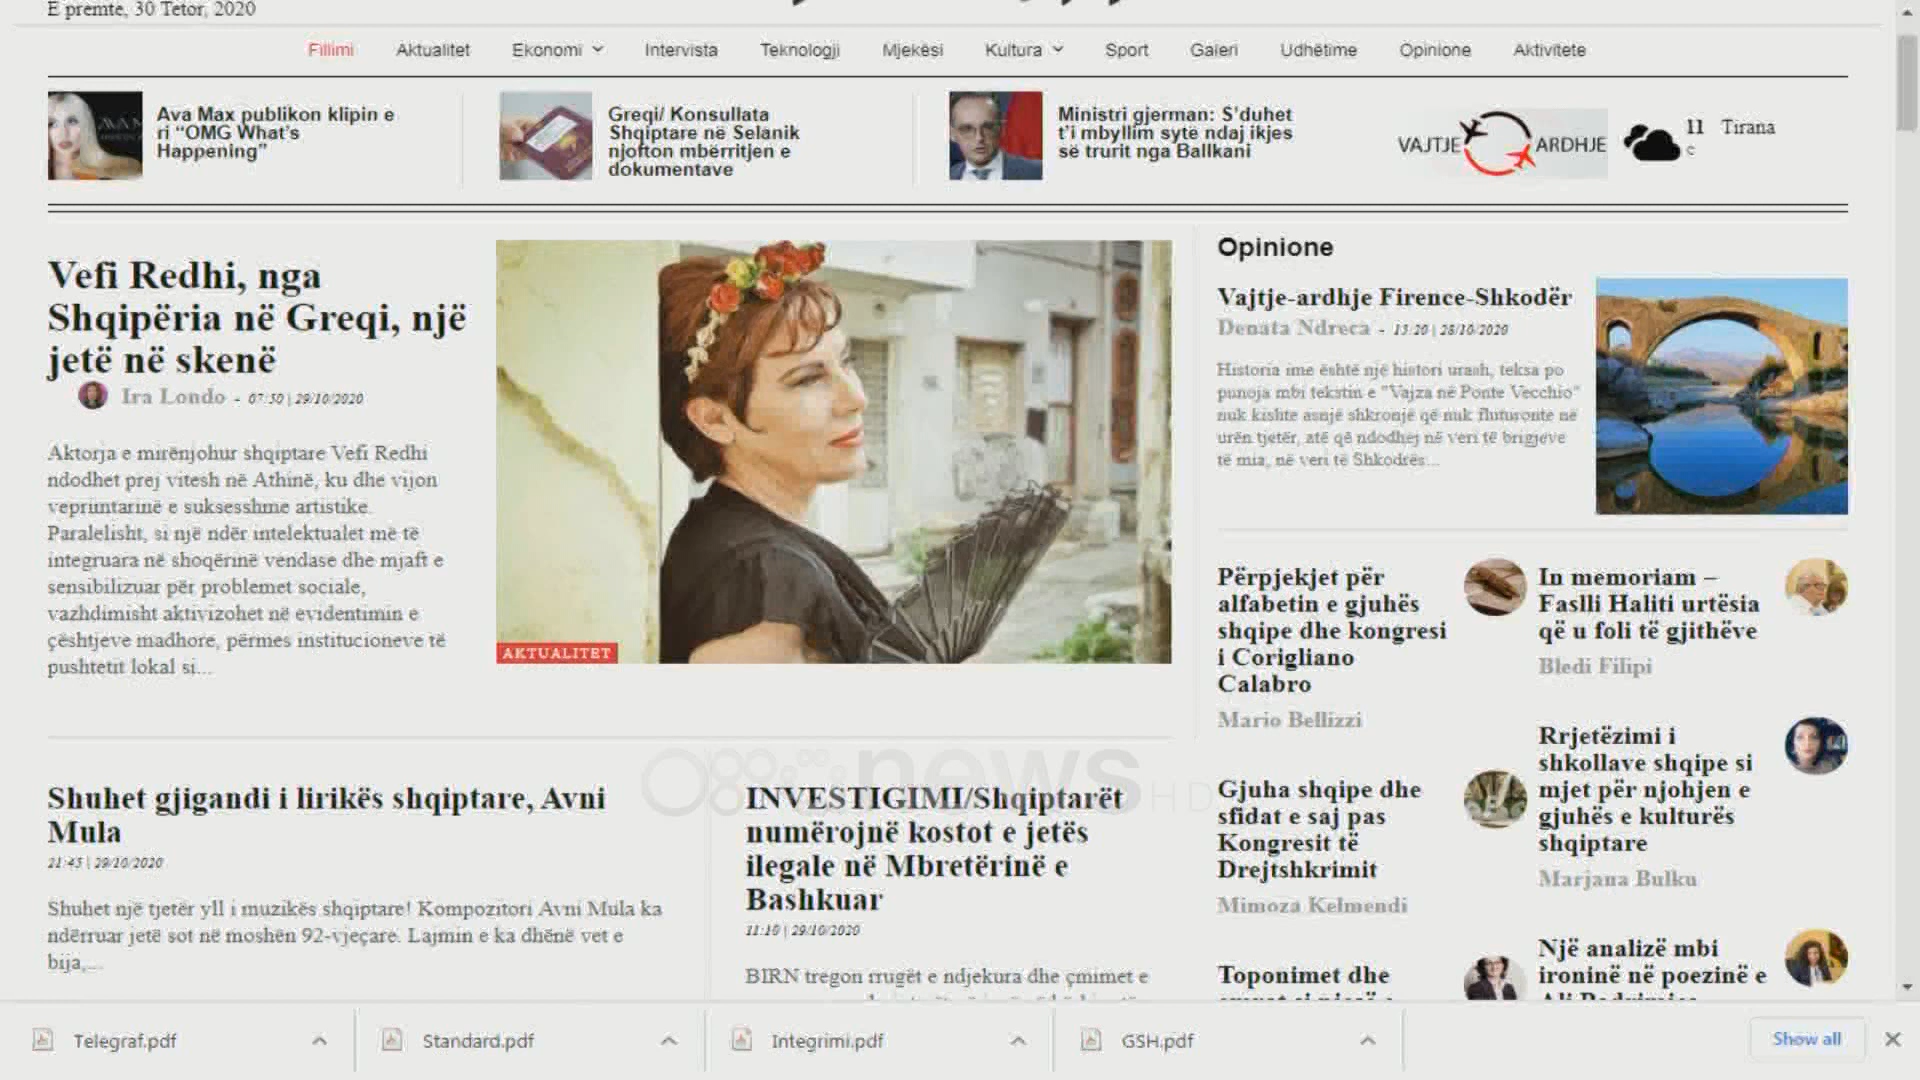 E premte, 30 Tetor, 2020
Fillimi Aktualitet Ekonomi Intervista Teknologji Mjekësi Kultura Sport Galeri Udhëtime Opinione Aktivitete
Ava Max publikon klipin e
ri “OMG What’s
Happening”
Greqi/ Konsullata
Shqiptare në Selanik
njofton mbërritjen e
dokumentave
Ministri gjerman: S’duhet
t’i mbyllim sytë ndaj ikjes
së trurit nga Ballkani
VAJTJE ARDHJE
11 Tirana
c
Vefi Redhi, nga
Shqipëria në Greqi, një
jetë në skenë
Ira Londo - 07:50 | 29/10/2020
Aktorja e mirënjohur shqiptare Vefi Redhi
ndodhet prej vitesh në Athinë, ku dhe vijon
veprimtarinë e suksesshme artistike.
Paralelisht, si një ndër intelektualet më të
integruara në shoqërinë vendase dhe mjaft e
sensibilizuar për problemet sociale,
vazhdimisht aktivizohet në evidentimin e
çështjeve madhore, përmes institucioneve të
pushtetit lokal si...
AKTUALITET
Opinione
Vajtje-ardhje Firence-Shkodër
Denata Ndreca - 13:20 | 28/10/2020
Historia ime është një histori urash, teksa po
punoja mbi tekstin e "Vajza në Ponte Vecchio"
nuk kishte asnjë shkronjë që nuk fluturonte në
urën tjetër, atë që ndodhej në veri të brigjeve
të mia, në veri të Shkodrës...
Përpjekjet për
alfabetin e gjuhës
shqipe dhe kongresi
i Corigliano
Calabro
Mario Bellizzi
In memoriam –
Faslli Haliti urtësia
që u foli të gjithëve
Bledi Filipi
Gjuha shqipe dhe
sfidat e saj pas
Kongresit të
Drejtshkrimit
Mimoza Kelmendi
Rrjetëzimi i
shkollave shqipe si
mjet për njohjen e
gjuhës e kulturës
shqiptare
Marjana Bulku
Toponimet dhe
Një analizë mbi
ironinë në poezinë e
Shuhet gjigandi i lirikës shqiptare, Avni
Mula
21:45 | 29/10/2020
Shuhet një tjetër yll i muzikës shqiptare! Kompozitori Avni Mula ka
ndërruar jetë sot në moshën 92-vjeçare. Lajmin e ka dhënë vet e
bija,...
news HD
INVESTIGIMI/Shqiptarët
numërojnë kostot e jetës
ilegale në Mbretërinë e
Bashkuar
11:10 | 29/10/2020
BIRN tregon rrugët e ndjekura dhe çmimet e
Telegraf.pdf Standard.pdf Integrimi.pdf GSH.pdf Show all